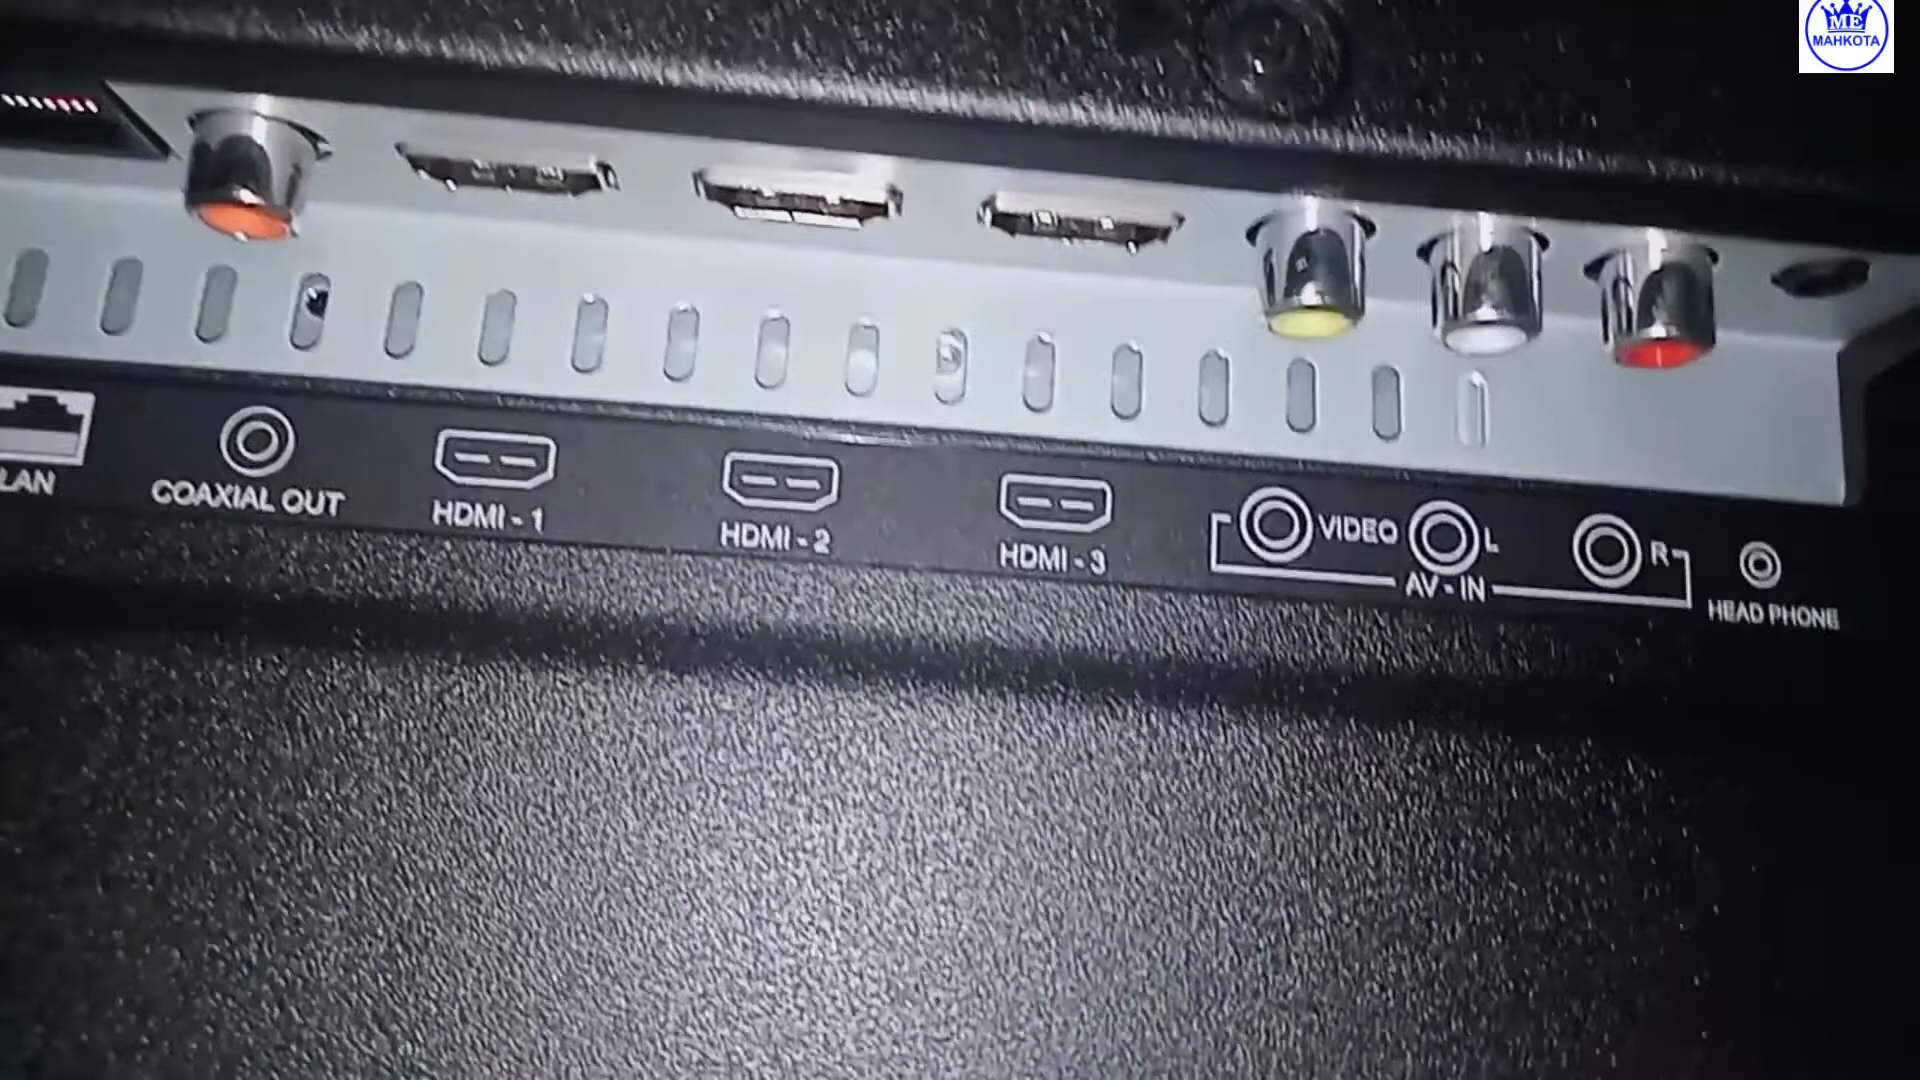 ME
MAHKOTA
LAN
COAXIAL OUT
HDMI - 1
HDMI - 2
HDMI - 3
VIDEO
L
R
AV - IN
HEAD PHONE